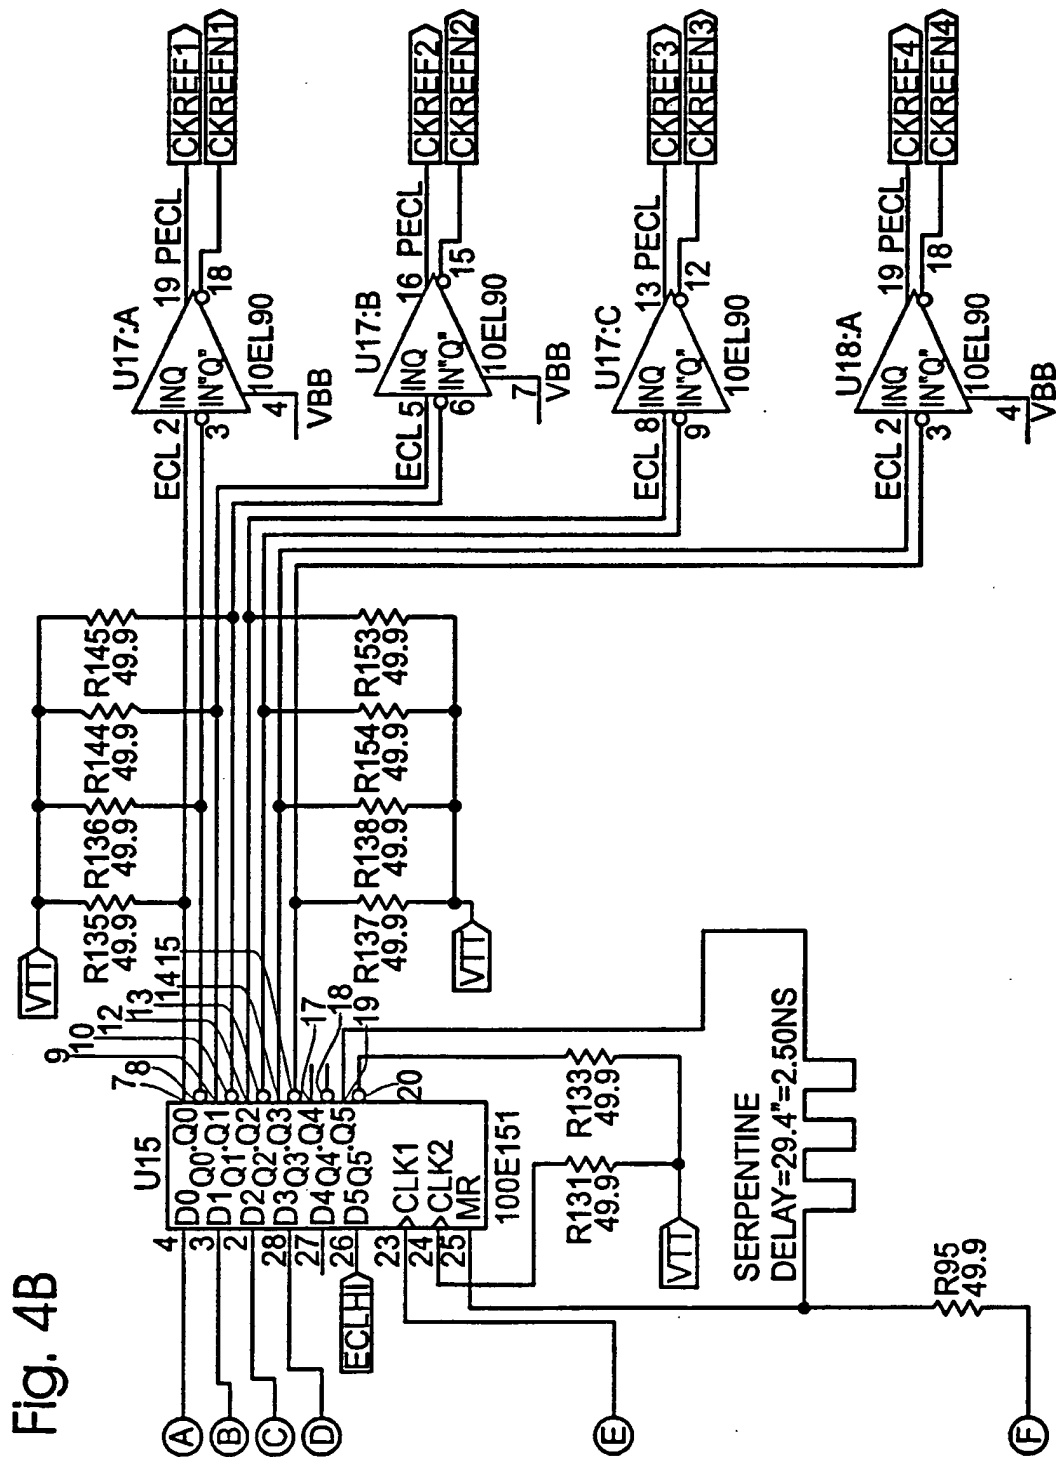 Fig. 4B
A
B
C
D
E
F
4
3
2
28
27
26
23
24
25
ECLHI
U15
D0 Q0
Q0"
D1 Q1
Q1"
D2 Q2
Q2"
D3 Q3
Q3"
D4 Q4
Q4"
D5 Q5
Q5"
CLK1
CLK2
MR
100E151
7
8
9
10
12
13
14
15
17
18
19
20
VTT
R135
49.9
R136
49.9
R144
49.9
R145
49.9
R137
49.9
R138
49.9
R154
49.9
R153
49.9
VTT
R131
49.9
R133
49.9
VTT
SERPENTINE
DELAY=29.4"=2.50NS
R95
49.9
U17:A
ECL 2
3
INQ
IN"Q"
19 PECL
18
10EL90
4
VBB
CKREF1
CKREFN1
U17:B
ECL 5
6
INQ
IN"Q"
16 PECL
15
10EL90
7
VBB
CKREF2
CKREFN2
U17:C
ECL 8
9
INQ
IN"Q"
13 PECL
12
10EL90
CKREF3
CKREFN3
U18:A
ECL 2
3
INQ
IN"Q"
19 PECL
18
10EL90
4
VBB
CKREF4
CKREFN4